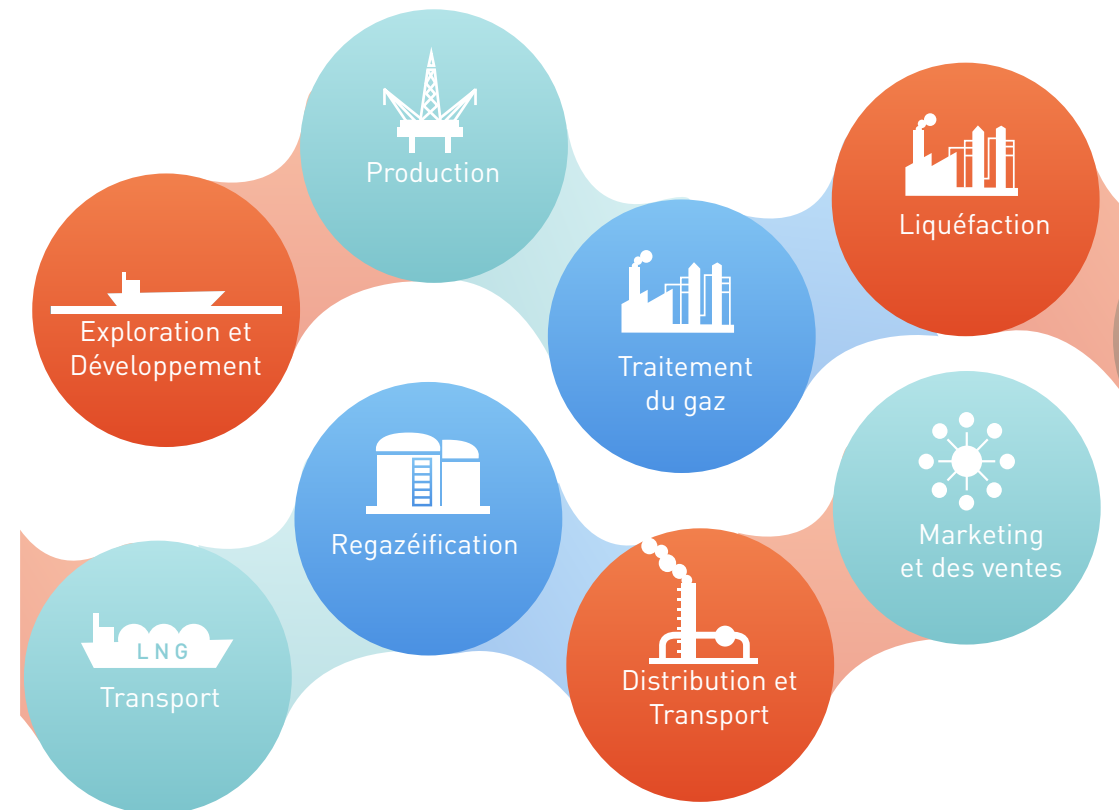 Exploration et
Développement
Production
Traitement
du gaz
Liquéfaction
LNG
Transport
Regazéification
Distribution et
Transport
Marketing
et des ventes